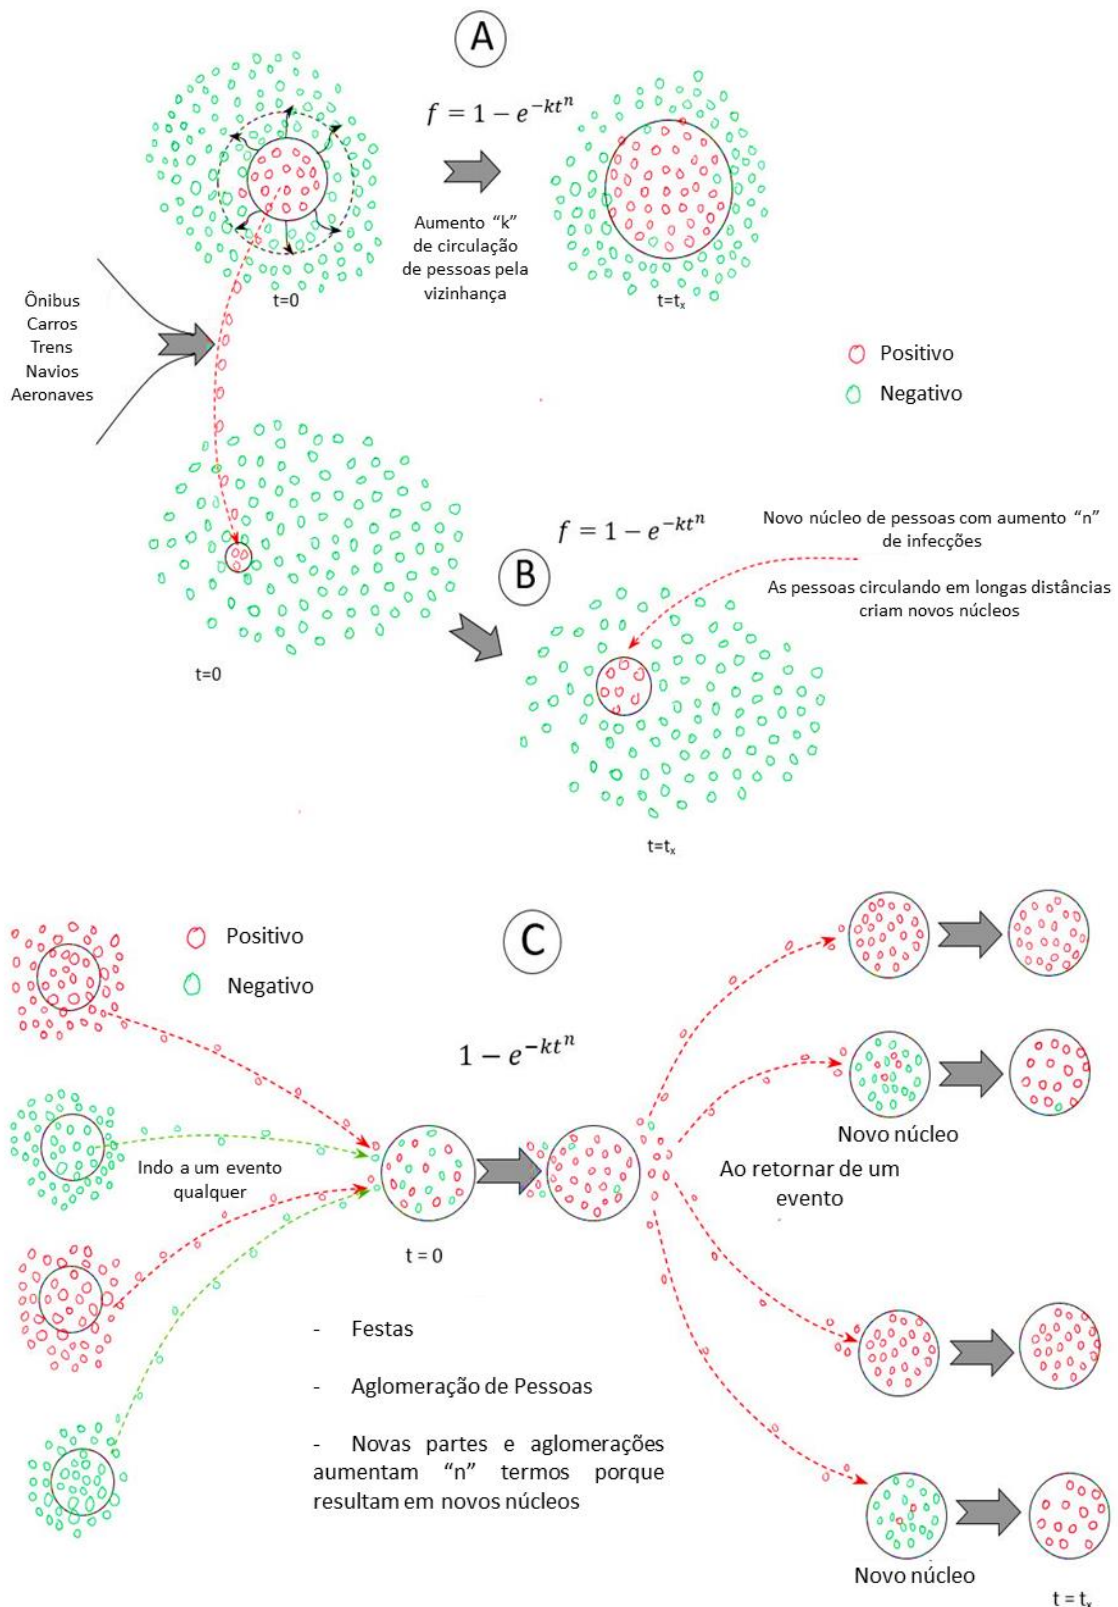 A
f = 1 − e^{−kt^n}
Aumento “k”
de circulação
de pessoas pela
vizinhança
t=0
t=tₓ
Ônibus
Carros
Trens
Navios
Aeronaves
Positivo
Negativo
f = 1 − e^{−kt^n}
B
Novo núcleo de pessoas com aumento “n”
de infecções
As pessoas circulando em longas distâncias
criam novos núcleos
t=0
t=tₓ
C
Positivo
Negativo
1 − e^{−kt^n}
Indo a um evento
qualquer
t = 0
Novo núcleo
Ao retornar de um
evento
- Festas
- Aglomeração de Pessoas
- Novas partes e aglomerações
aumentam “n” termos porque
resultam em novos núcleos
Novo núcleo
t = tₓ